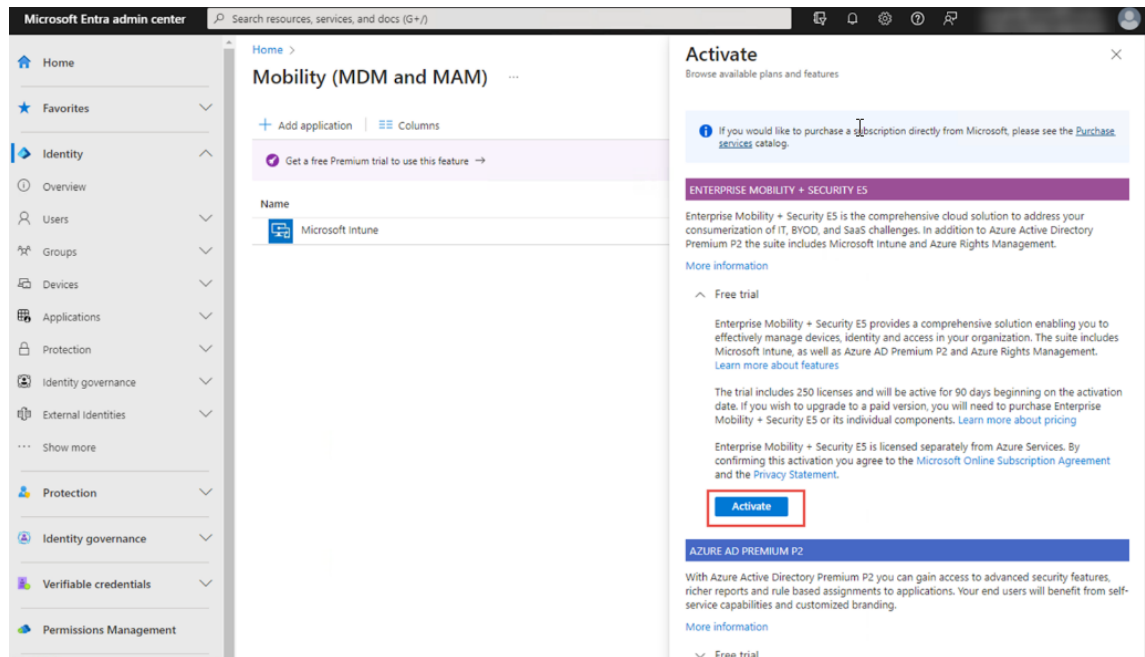 Microsoft Entra admin center
Search resources, services, and docs (G+/)
Home
Favorites
Identity
Overview
Users
Groups
Devices
Applications
Protection
Identity governance
External Identities
Show more
Protection
Identity governance
Verifiable credentials
Permissions Management
Home >
Mobility (MDM and MAM) ...
+ Add application
Columns
Get a free Premium trial to use this feature →
Name
Microsoft Intune
Activate
Browse available plans and features
If you would like to purchase a subscription directly from Microsoft, please see the Purchase
services catalog.
ENTERPRISE MOBILITY + SECURITY E5
Enterprise Mobility + Security E5 is the comprehensive cloud solution to address your
consumerization of IT, BYOD, and SaaS challenges. In addition to Azure Active Directory
Premium P2 the suite includes Microsoft Intune and Azure Rights Management.
More information
Free trial
Enterprise Mobility + Security E5 provides a comprehensive solution enabling you to
effectively manage devices, identity and access in your organization. The suite includes
Microsoft Intune, as well as Azure AD Premium P2 and Azure Rights Management.
Learn more about features
The trial includes 250 licenses and will be active for 90 days beginning on the activation
date. If you wish to upgrade to a paid version, you will need to purchase Enterprise
Mobility + Security E5 or its individual components. Learn more about pricing
Enterprise Mobility + Security E5 is licensed separately from Azure Services. By
confirming this activation you agree to the Microsoft Online Subscription Agreement
and the Privacy Statement.
Activate
AZURE AD PREMIUM P2
With Azure Active Directory Premium P2 you can gain access to advanced security features,
richer reports and rule based assignments to applications. Your end users will benefit from self-
service capabilities and customized branding.
More information
Free trial